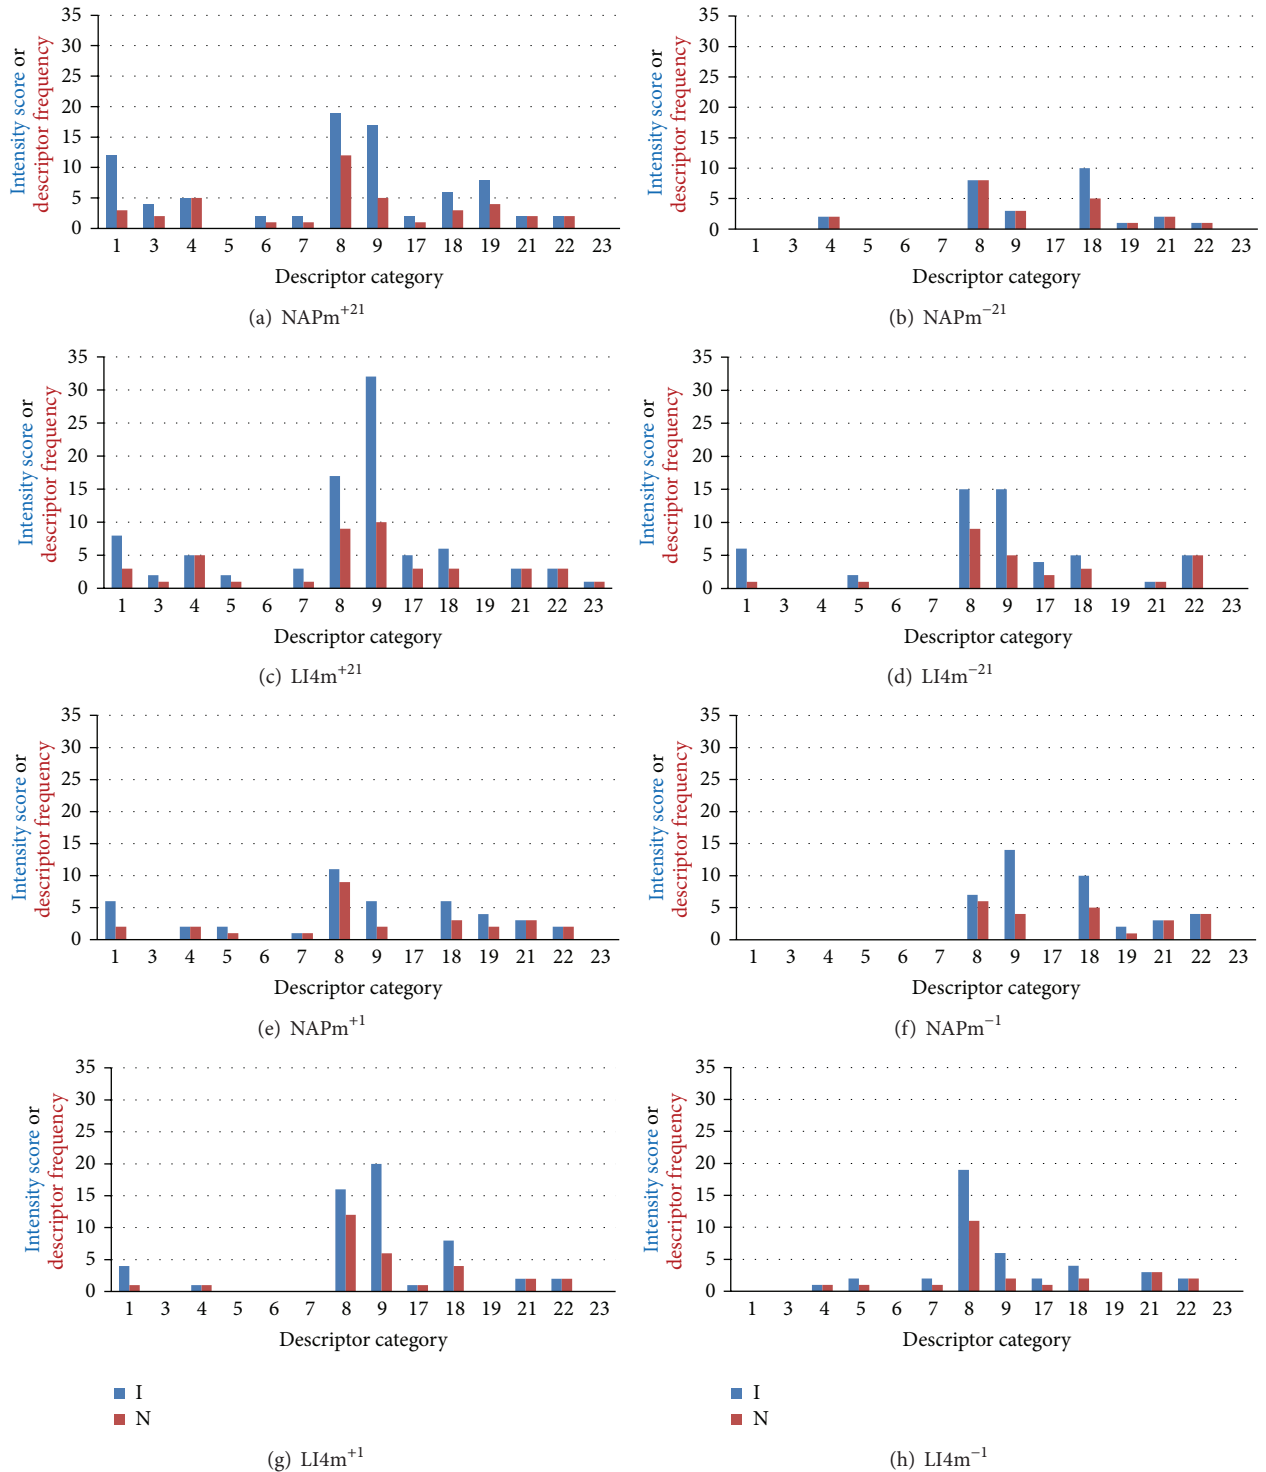 35
30
25
20
15
10
5
0
Intensity score or
descriptor frequency
1 3 4 5 6 7 8 9 17 18 19 21 22 23
Descriptor category
(a) NAPm+21
35
30
25
20
15
10
5
0
Intensity score or
descriptor frequency
1 3 4 5 6 7 8 9 17 18 19 21 22 23
Descriptor category
(b) NAPm−21
35
30
25
20
15
10
5
0
Intensity score or
descriptor frequency
1 3 4 5 6 7 8 9 17 18 19 21 22 23
Descriptor category
(c) LI4m+21
35
30
25
20
15
10
5
0
Intensity score or
descriptor frequency
1 3 4 5 6 7 8 9 17 18 19 21 22 23
Descriptor category
(d) LI4m−21
35
30
25
20
15
10
5
0
Intensity score or
descriptor frequency
1 3 4 5 6 7 8 9 17 18 19 21 22 23
Descriptor category
(e) NAPm+1
35
30
25
20
15
10
5
0
Intensity score or
descriptor frequency
1 3 4 5 6 7 8 9 17 18 19 21 22 23
Descriptor category
(f) NAPm−1
35
30
25
20
15
10
5
0
Intensity score or
descriptor frequency
1 3 4 5 6 7 8 9 17 18 19 21 22 23
Descriptor category
I
N
(g) LI4m+1
35
30
25
20
15
10
5
0
Intensity score or
descriptor frequency
1 3 4 5 6 7 8 9 17 18 19 21 22 23
Descriptor category
I
N
(h) LI4m−1